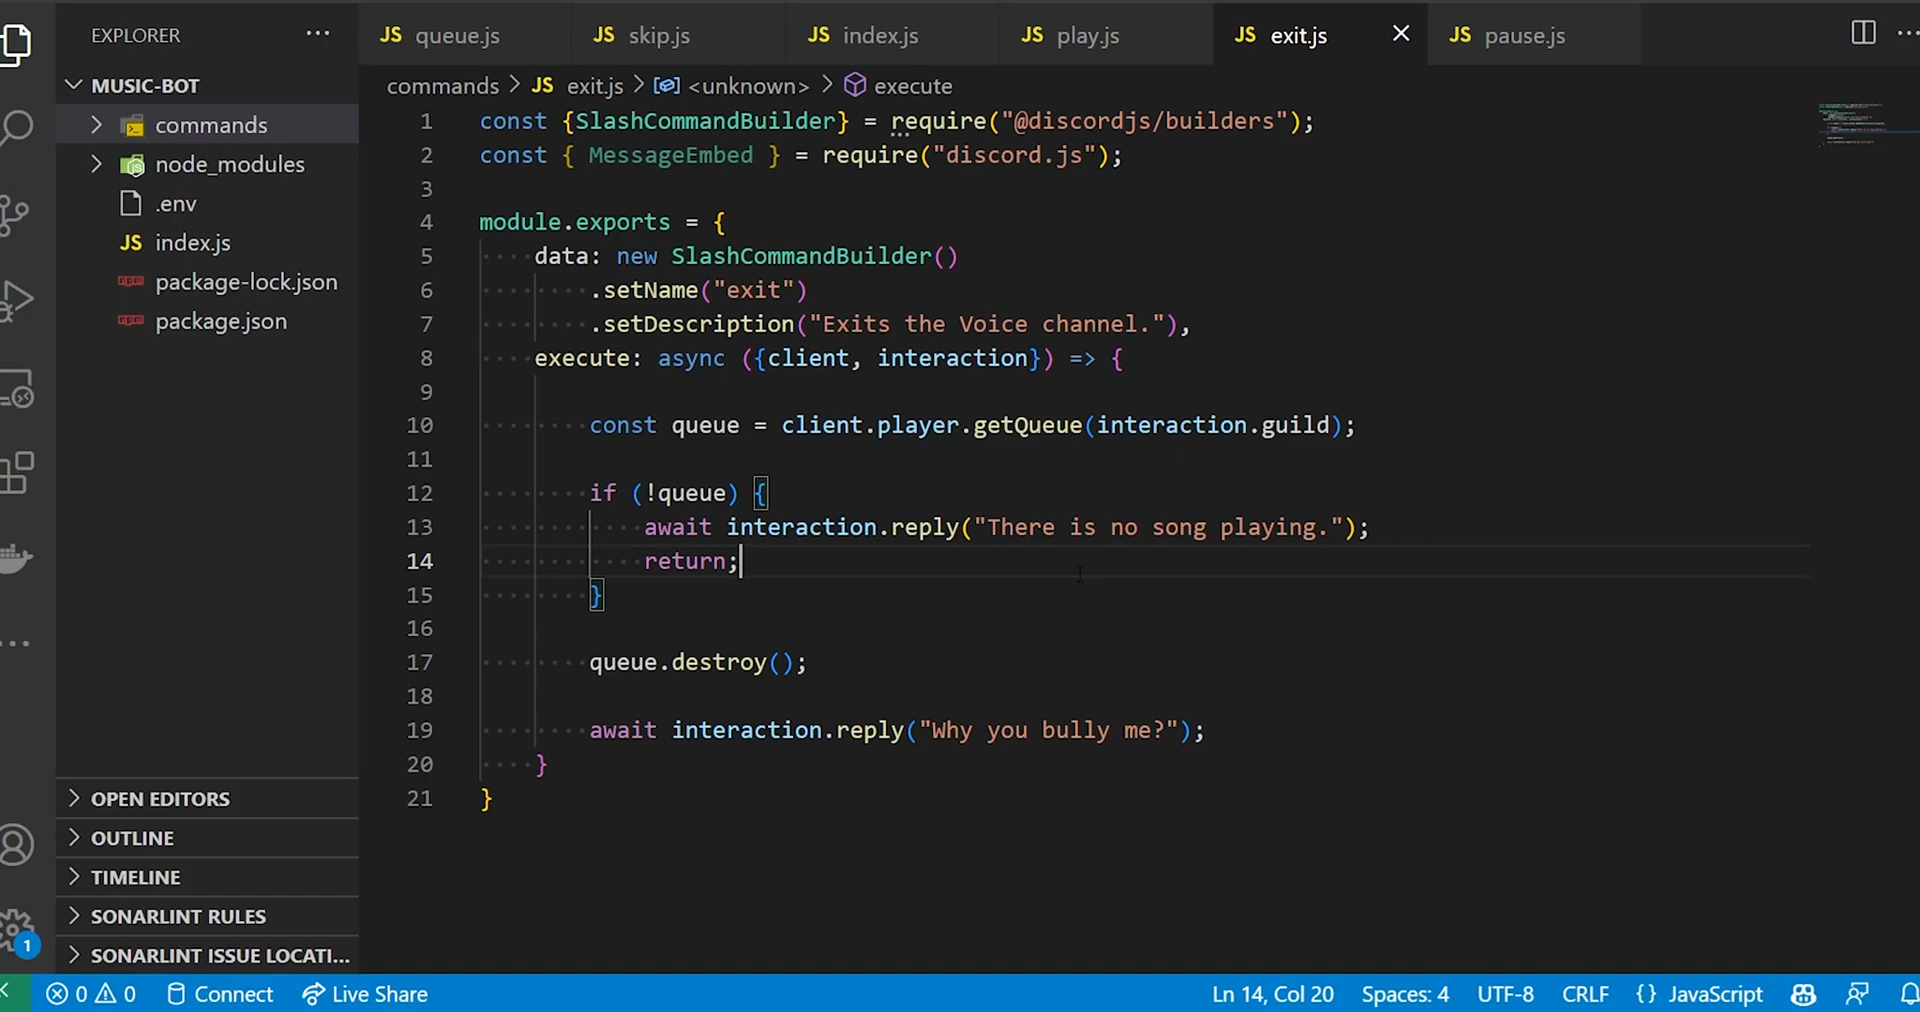 EXPLORER
MUSIC-BOT
commands
node_modules
.env
JS index.js
package-lock.json
package.json
OPEN EDITORS
OUTLINE
TIMELINE
SONARLINT RULES
SONARLINT ISSUE LOCATI...
JS queue.js JS skip.js JS index.js JS play.js JS exit.js JS pause.js
commands > JS exit.js > <unknown> > execute
1 const {SlashCommandBuilder} = require("@discordjs/builders");
2 const { MessageEmbed } = require("discord.js");
3
4 module.exports = {
5 data: new SlashCommandBuilder()
6 .setName("exit")
7 .setDescription("Exits the Voice channel."),
8 execute: async ({client, interaction}) => {
9
10 const queue = client.player.getQueue(interaction.guild);
11
12 if (!queue) {
13 await interaction.reply("There is no song playing.");
14 return;
15 }
16
17 queue.destroy();
18
19 await interaction.reply("Why you bully me?");
20 }
21 }
1
0 0 Connect Live Share Ln 14, Col 20 Spaces: 4 UTF-8 CRLF {} JavaScript